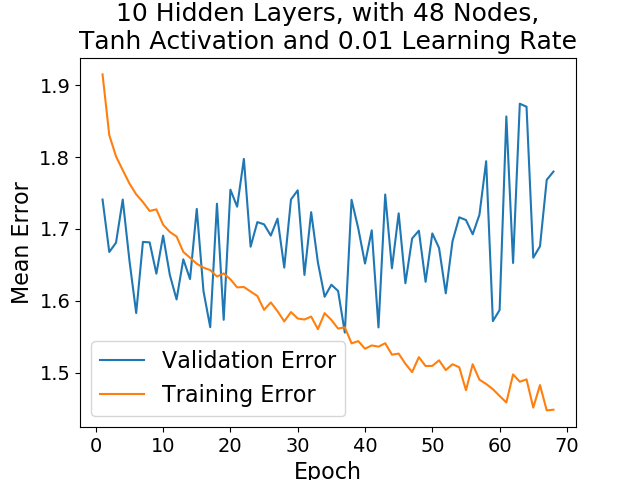 10 Hidden Layers, with 48 Nodes,
Tanh Activation and 0.01 Learning Rate
1.9
1.8
1.7
1.6
1.5
Mean Error
Validation Error
Training Error
0 10 20 30 40 50 60 70
Epoch